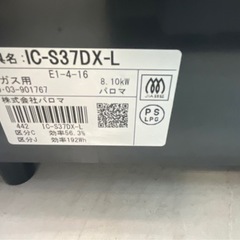 名:IC-S37DX-L
ガス用 E1-4-16 8.10kW
-03-901767 パロマ
株式会社パロマ
442 IC-S37DX-L
区分C 効率56.3%
区分J 効率192Wh
PS
LPG